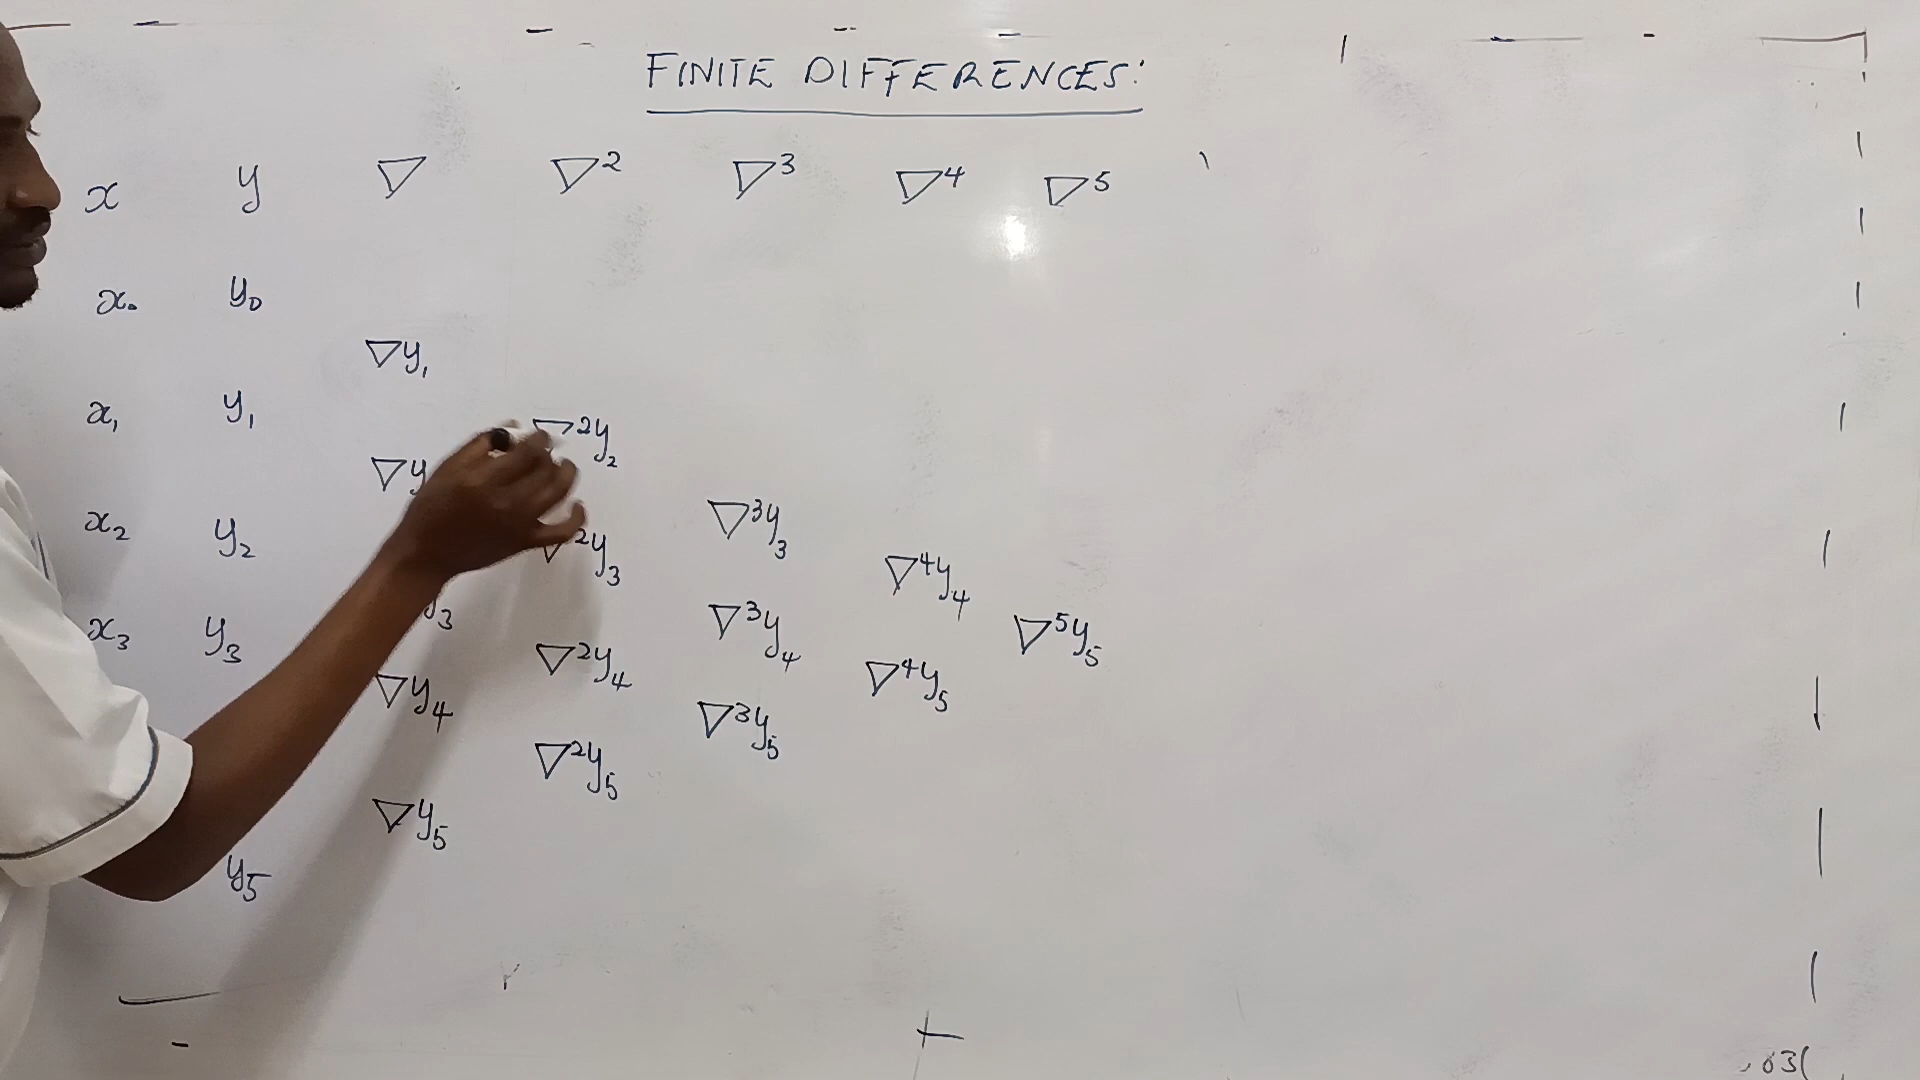 FINITE DIFFERENCES:
x y ∇ ∇² ∇³ ∇⁴ ∇⁵
x₀ y₀
∇y₁
x₁ y₁
∇²y₂
∇y
x₂ y₂
∇³y₃
∇²y₃
∇⁴y₄
y₃
x₃ y₃
∇³y₄
∇⁵y₅
∇²y₄
∇⁴y₅
∇y₄
∇³y₅
∇²y₅
∇y₅
y₅